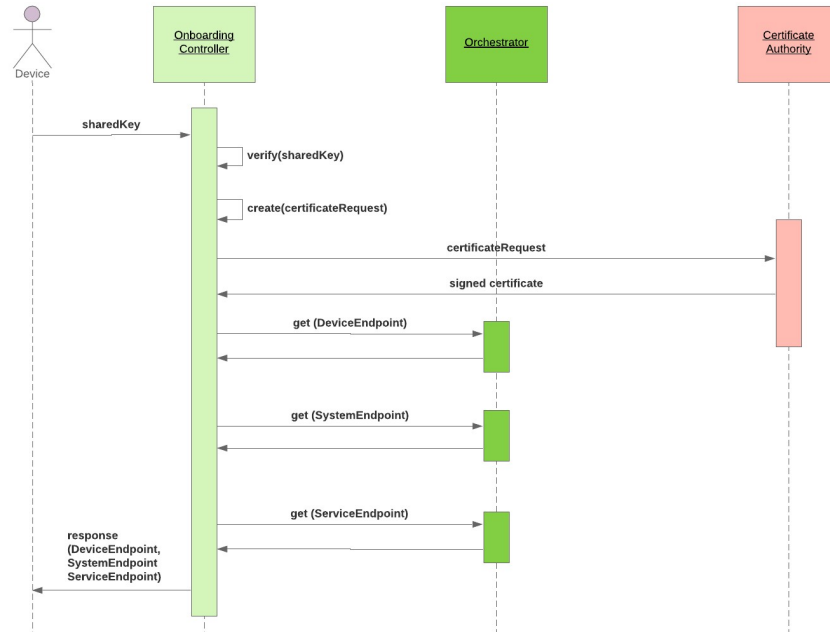 Onboarding
Controller
Orchestrator
Certificate
Authority
Device
sharedKey
verify(sharedKey)
create(certificateRequest)
certificateRequest
signed certificate
get (DeviceEndpoint)
get (SystemEndpoint)
get (ServiceEndpoint)
response
(DeviceEndpoint,
SystemEndpoint
ServiceEndpoint)